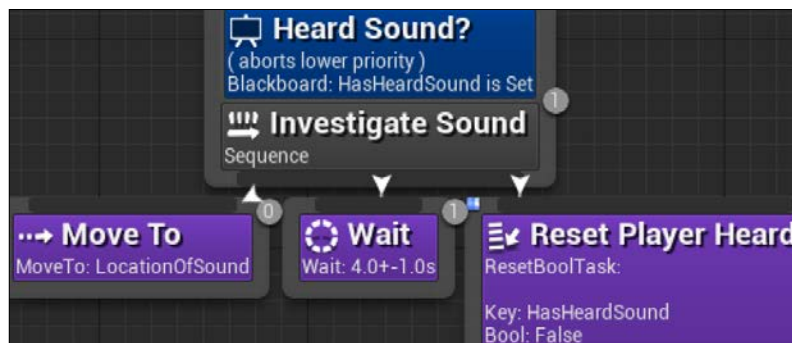 Heard Sound?
( aborts lower priority )
Blackboard: HasHeardSound is Set
1
Investigate Sound
Sequence
0
Move To
MoveTo: LocationOfSound
1
Wait
Wait: 4.0+-1.0s
Reset Player Heard
ResetBoolTask:
Key: HasHeardSound
Bool: False